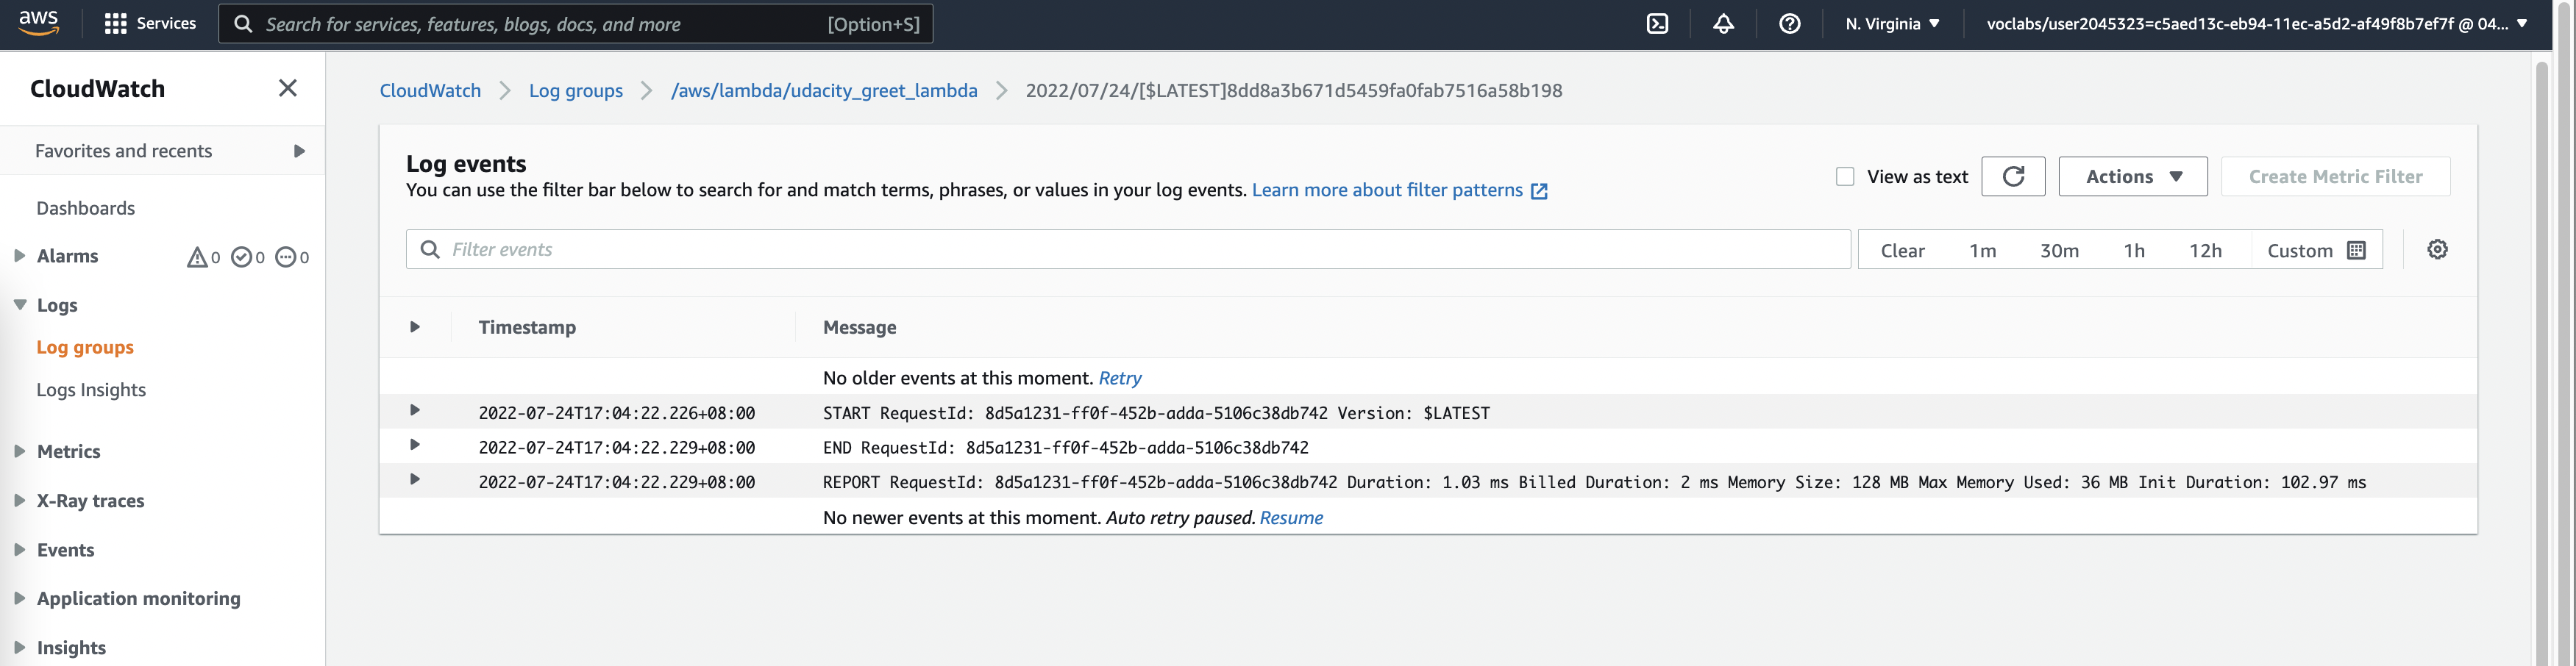 aws Services Search for services, features, blogs, docs, and more [Option+S] N. Virginia voclabs/user2045323=c5aed13c-eb94-11ec-a5d2-af49f8b7ef7f @ 04...
CloudWatch
Favorites and recents
Dashboards
Alarms 0 0 0
Logs
Log groups
Logs Insights
Metrics
X-Ray traces
Events
Application monitoring
Insights
CloudWatch Log groups /aws/lambda/udacity_greet_lambda 2022/07/24/[$LATEST]8dd8a3b671d5459fa0fab7516a58b198
Log events
You can use the filter bar below to search for and match terms, phrases, or values in your log events. Learn more about filter patterns
View as text Actions Create Metric Filter
Filter events Clear 1m 30m 1h 12h Custom
Timestamp Message
No older events at this moment. Retry
2022-07-24T17:04:22.226+08:00 START RequestId: 8d5a1231-ff0f-452b-adda-5106c38db742 Version: $LATEST
2022-07-24T17:04:22.229+08:00 END RequestId: 8d5a1231-ff0f-452b-adda-5106c38db742
2022-07-24T17:04:22.229+08:00 REPORT RequestId: 8d5a1231-ff0f-452b-adda-5106c38db742 Duration: 1.03 ms Billed Duration: 2 ms Memory Size: 128 MB Max Memory Used: 36 MB Init Duration: 102.97 ms
No newer events at this moment. Auto retry paused. Resume